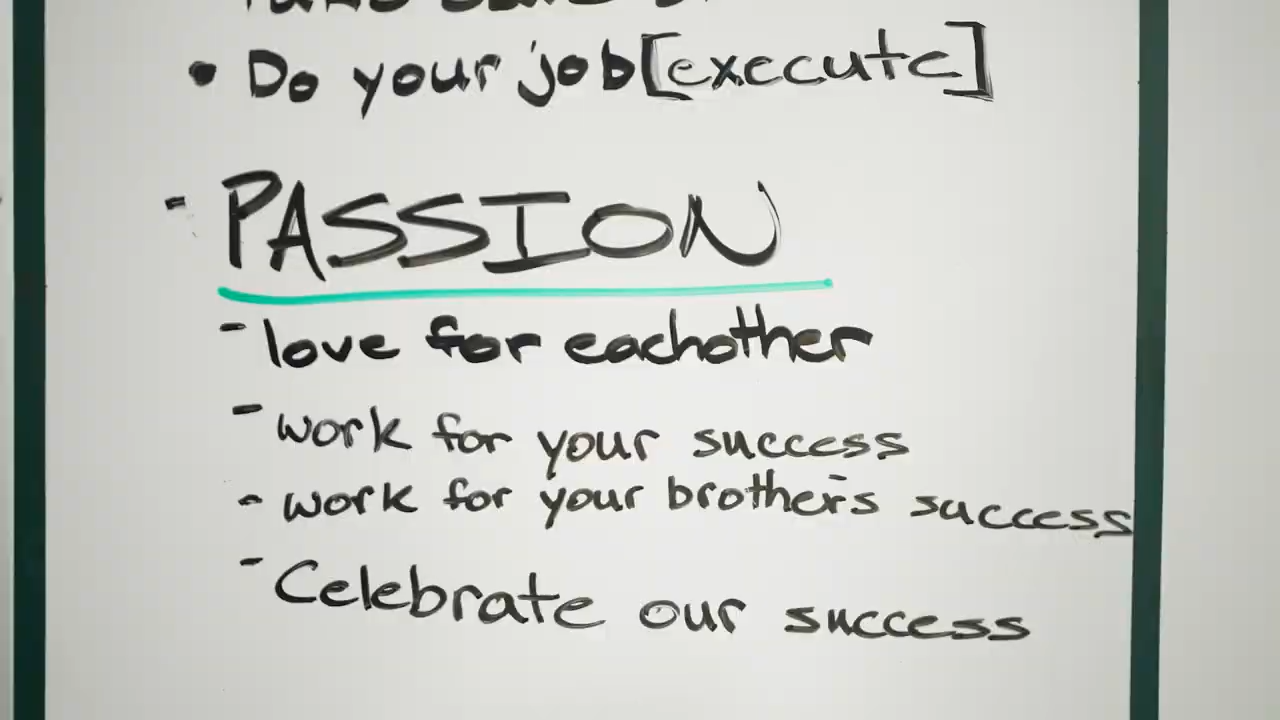 • Do your job [execute]
- PASSION
- love for eachother
- work for your success
- work for your brother's success
- Celebrate our success